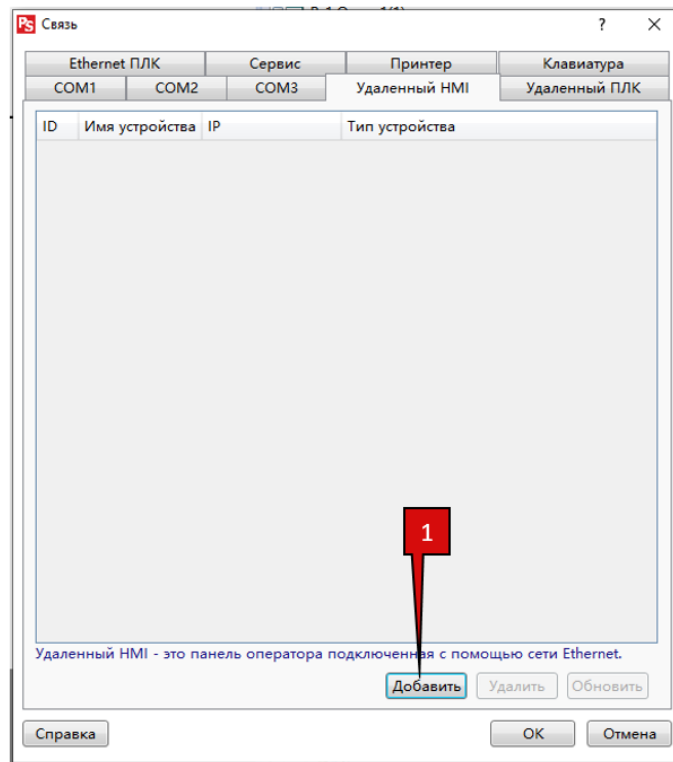 PS Связь ? ×
Ethernet ПЛК Сервис Принтер Клавиатура
COM1 COM2 COM3 Удаленный HMI Удаленный ПЛК
ID Имя устройства IP Тип устройства
1
Удаленный HMI - это панель оператора подключенная с помощью сети Ethernet.
Добавить Удалить Обновить
Справка OK Отмена